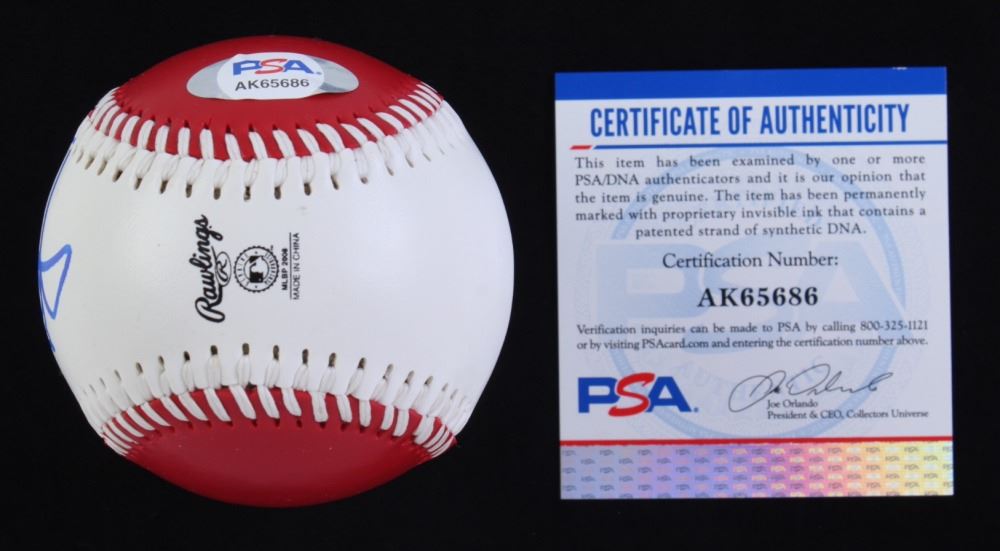 PSA
AK65686
Rawlings
R
MLBP 2008
MADE IN CHINA
CERTIFICATE OF AUTHENTICITY
This item has been examined by one or more
PSA/DNA authenticators and it is our opinion that
the item is genuine. The item has been permanently
marked with proprietary invisible ink that contains a
patented strand of synthetic DNA.
Certification Number:
AK65686
Verification inquiries can be made to PSA by calling 800-325-1121
or by visiting PSAcard.com and entering the certification number above.
PSA
Joe Orlando
President & CEO, Collectors Universe